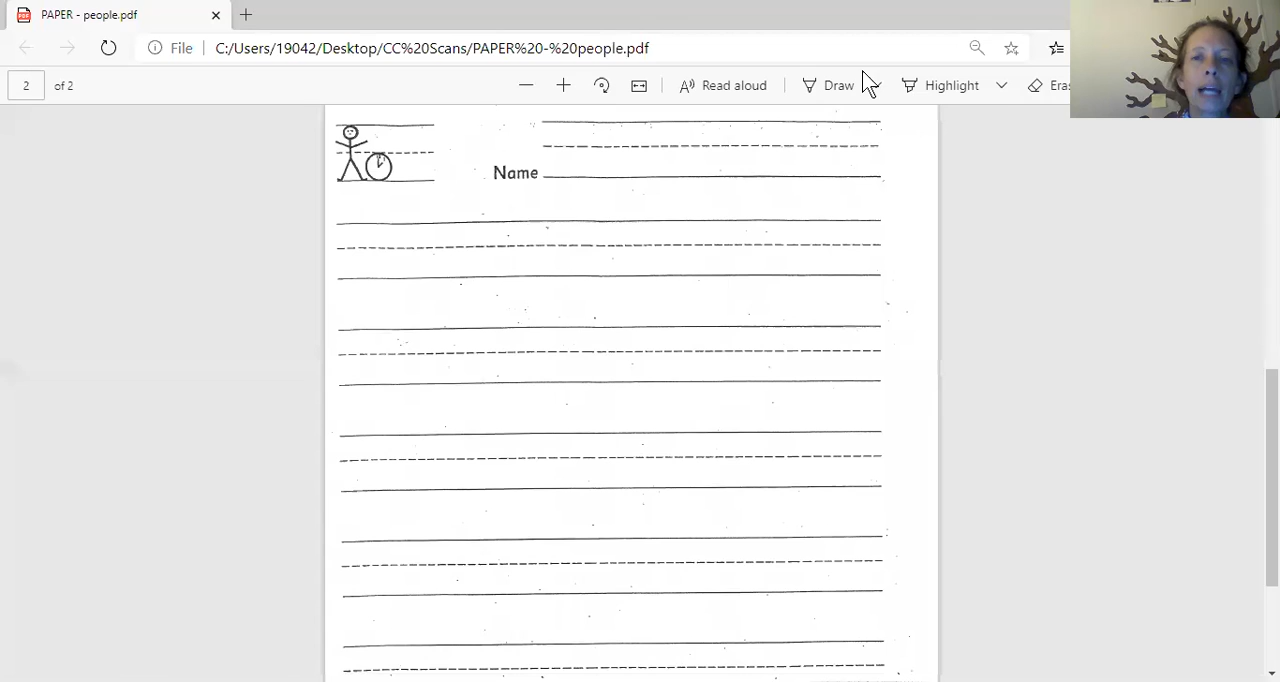 PAPER - people.pdf
File C:/Users/19042/Desktop/CC%20Scans/PAPER%20-%20people.pdf
2 of 2 Read aloud Draw Highlight Eras
Name